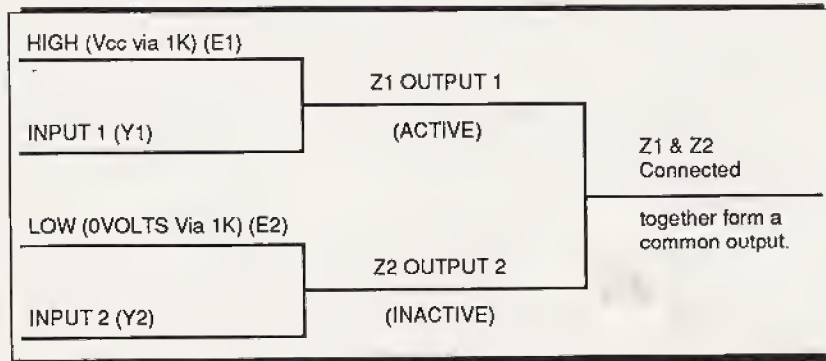 HIGH (Vcc via 1K) (E1)
Z1 OUTPUT 1
INPUT 1 (Y1)
(ACTIVE)
Z1 & Z2
Connected
LOW (0VOLTS Via 1K) (E2)
together form a
common output.
Z2 OUTPUT 2
INPUT 2 (Y2)
(INACTIVE)